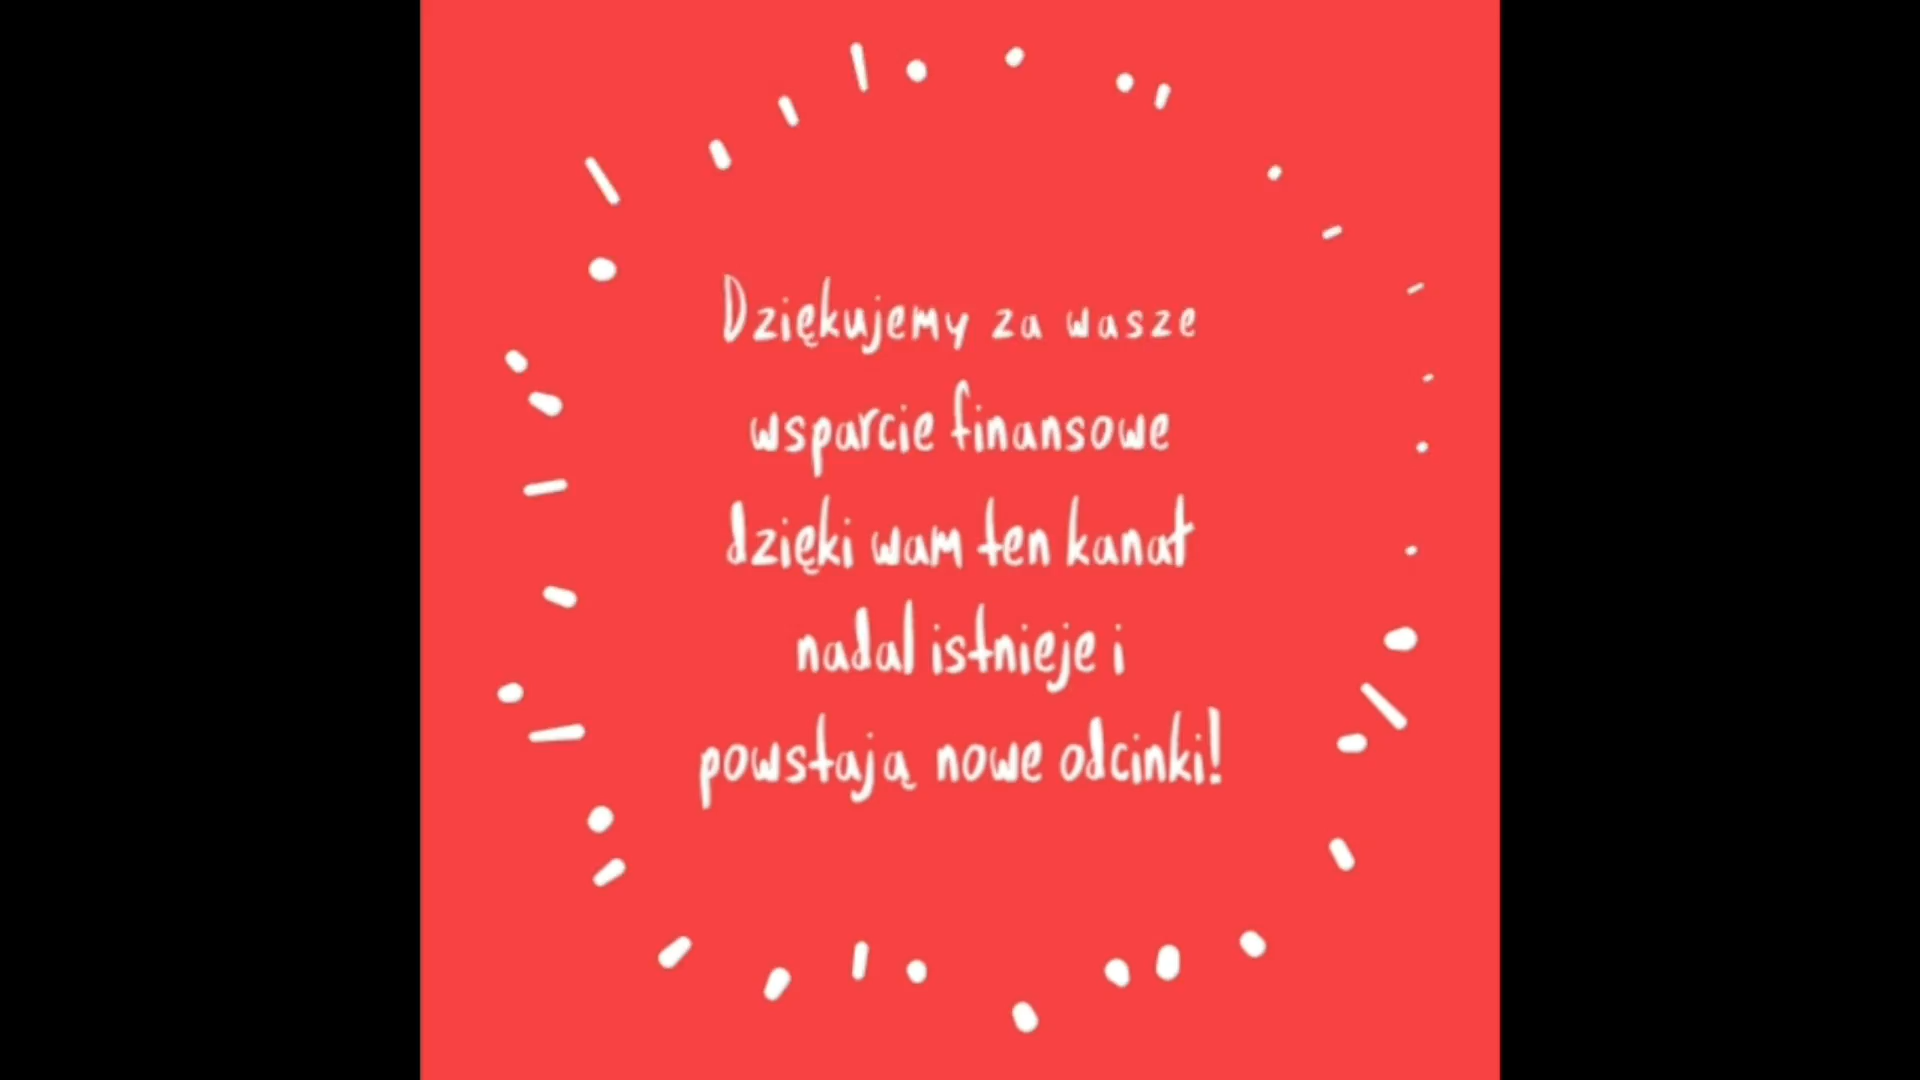 Dziękujemy za wasze
wsparcie finansowe
dzięki wam ten kanał
nadal istnieje i
powstają nowe odcinki!